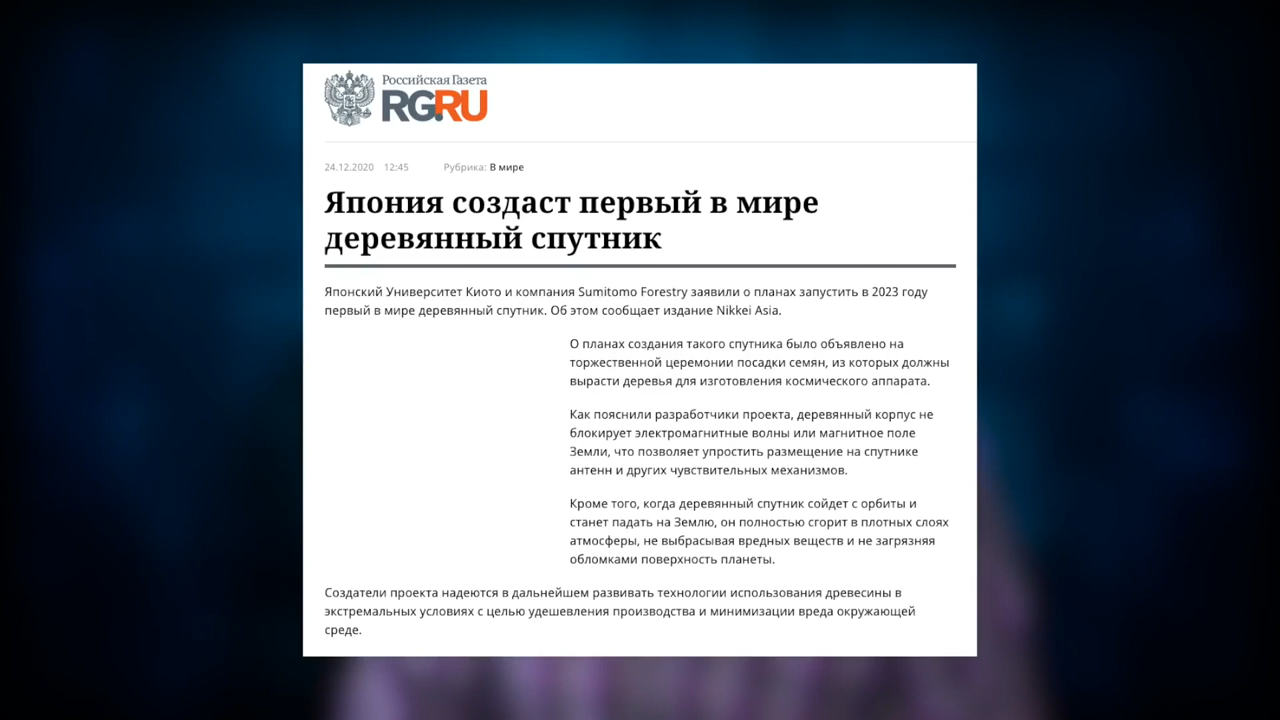 Российская Газета
RG.RU
24.12.2020 12:45 Рубрика: В мире
Япония создаст первый в мире
деревянный спутник
Японский Университет Киото и компания Sumitomo Forestry заявили о планах запустить в 2023 году
первый в мире деревянный спутник. Об этом сообщает издание Nikkei Asia.
О планах создания такого спутника было объявлено на
торжественной церемонии посадки семян, из которых должны
вырасти деревья для изготовления космического аппарата.
Как пояснили разработчики проекта, деревянный корпус не
блокирует электромагнитные волны или магнитное поле
Земли, что позволяет упростить размещение на спутнике
антенн и других чувствительных механизмов.
Кроме того, когда деревянный спутник сойдет с орбиты и
станет падать на Землю, он полностью сгорит в плотных слоях
атмосферы, не выбрасывая вредных веществ и не загрязняя
обломками поверхность планеты.
Создатели проекта надеются в дальнейшем развивать технологии использования древесины в
экстремальных условиях с целью удешевления производства и минимизации вреда окружающей
среде.